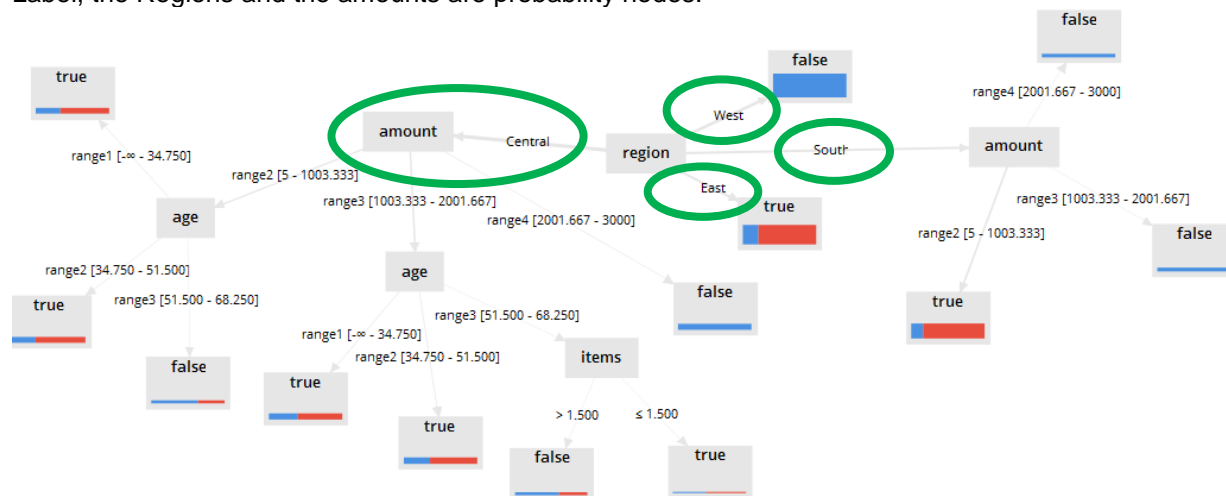 Label, the Regions and the amounts are probability nodes.
false
true
false
range4 [2001.667 - 3000]
West
amount
Central
region
South
amount
range1 [-∞ - 34.750]
range2 [5 - 1003.333]
East
range3 [1003.333 - 2001.667]
range3 [1003.333 - 2001.667]
true
age
range4 [2001.667 - 3000]
range2 [5 - 1003.333]
false
range2 [34.750 - 51.500]
age
range3 [51.500 - 68.250]
false
true
true
range3 [51.500 - 68.250]
range1 [-∞ - 34.750]
range2 [34.750 - 51.500]
items
false
true
> 1.500
≤ 1.500
true
false
true